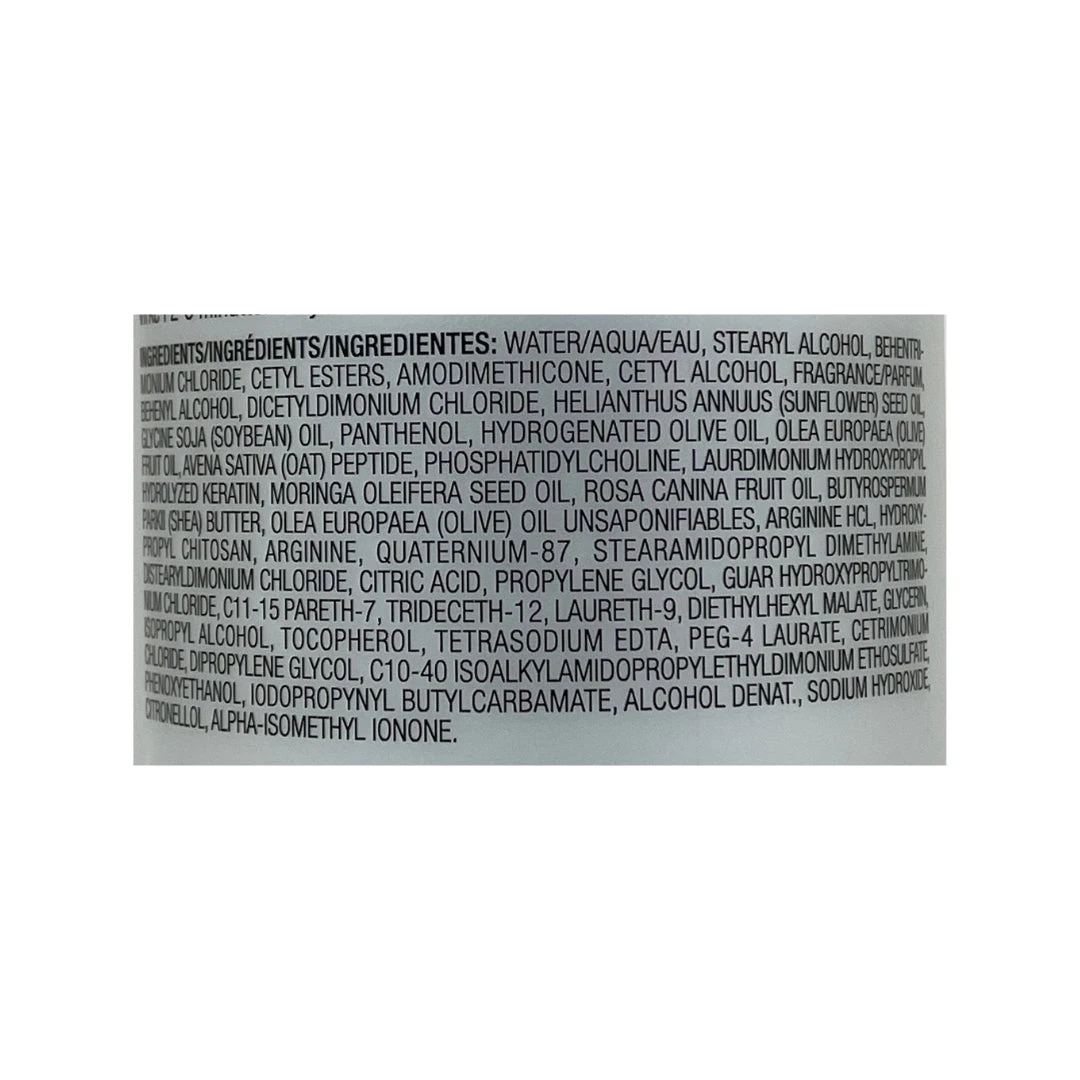 INGREDIENTS/INGRÉDIENTS/INGREDIENTES: WATER/AQUA/EAU, STEARYL ALCOHOL, BEHENTRI-
MONIUM CHLORIDE, CETYL ESTERS, AMODIMETHICONE, CETYL ALCOHOL, FRAGRANCE/PARFUM,
BEHENYL ALCOHOL, DICETYLDIMONIUM CHLORIDE, HELIANTHUS ANNUUS (SUNFLOWER) SEED OIL,
GLYCINE SOJA (SOYBEAN) OIL, PANTHENOL, HYDROGENATED OLIVE OIL, OLEA EUROPAEA (OLIVE)
FRUIT OIL, AVENA SATIVA (OAT) PEPTIDE, PHOSPHATIDYLCHOLINE, LAURDIMONIUM HYDROXYPROPYL
HYDROLYZED KERATIN, MORINGA OLEIFERA SEED OIL, ROSA CANINA FRUIT OIL, BUTYROSPERMUM
PARKII (SHEA) BUTTER, OLEA EUROPAEA (OLIVE) OIL UNSAPONIFIABLES, ARGININE HCL, HYDROXY-
PROPYL CHITOSAN, ARGININE, QUATERNIUM-87, STEARAMIDOPROPYL DIMETHYLAMINE,
DISTEARYLDIMONIUM CHLORIDE, CITRIC ACID, PROPYLENE GLYCOL, GUAR HYDROXYPROPYLTRIMO-
NIUM CHLORIDE, C11-15 PARETH-7, TRIDECETH-12, LAURETH-9, DIETHYLHEXYL MALATE, GLYCERIN,
ISOPROPYL ALCOHOL, TOCOPHEROL, TETRASODIUM EDTA, PEG-4 LAURATE, CETRIMONIUM
CHLORIDE, DIPROPYLENE GLYCOL, C10-40 ISOALKYLAMIDOPROPYLETHYLDIMONIUM ETHOSULFATE,
PHENOXYETHANOL, IODOPROPYNYL BUTYLCARBAMATE, ALCOHOL DENAT., SODIUM HYDROXIDE,
CITRONELLOL, ALPHA-ISOMETHYL IONONE.